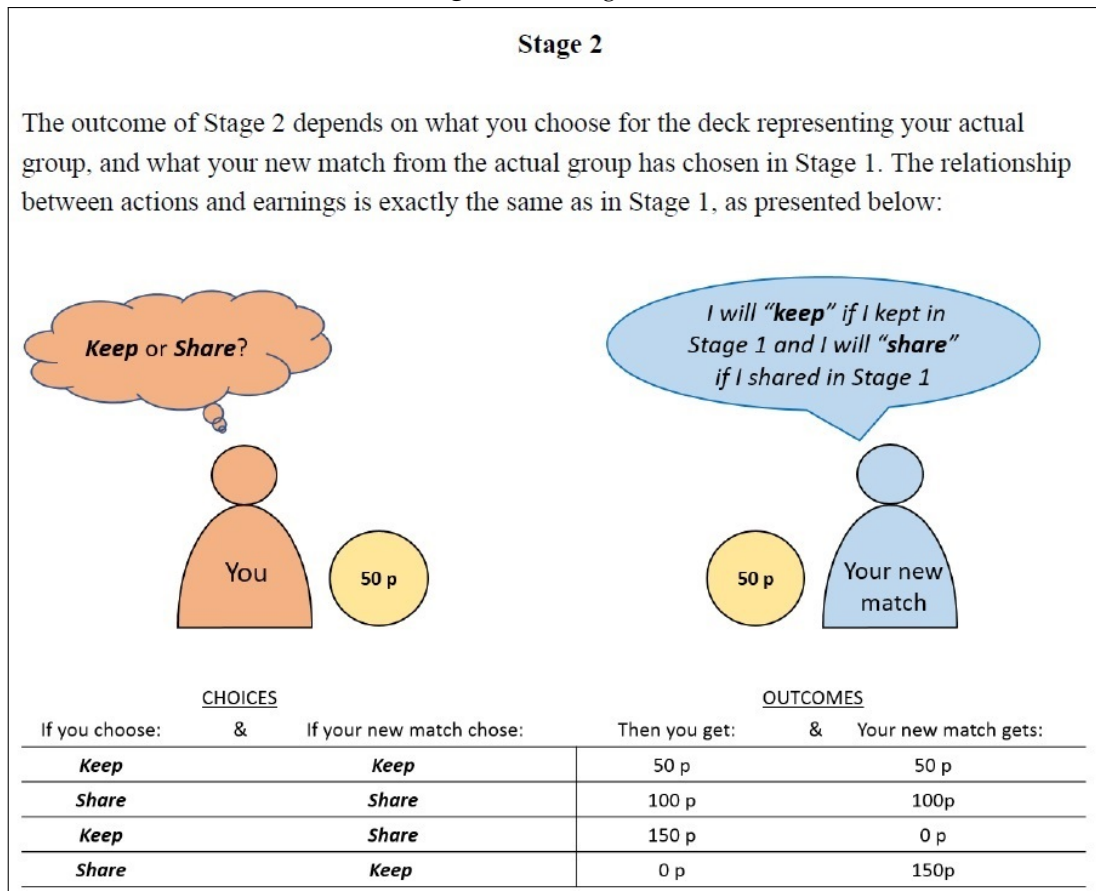 Stage 2
The outcome of Stage 2 depends on what you choose for the deck representing your actual
group, and what your new match from the actual group has chosen in Stage 1. The relationship
between actions and earnings is exactly the same as in Stage 1, as presented below:
Keep or Share?
I will "keep" if I kept in
Stage 1 and I will "share"
if I shared in Stage 1
You
50 p
50 p
Your new
match
CHOICES
OUTCOMES
If you choose: & If your new match chose: Then you get: & Your new match gets:
Keep Keep 50 p 50 p
Share Share 100 p 100p
Keep Share 150 p 0 p
Share Keep 0 p 150p